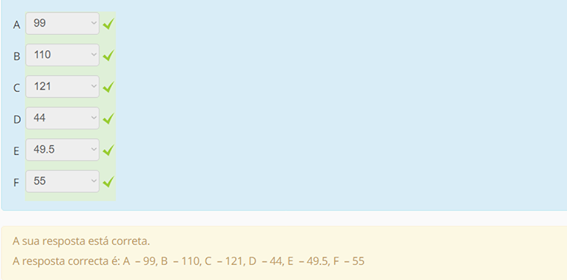 A 99
B 110
C 121
D 44
E 49.5
F 55
A sua resposta está correta.
A resposta correcta é: A – 99, B – 110, C – 121, D – 44, E – 49.5, F – 55